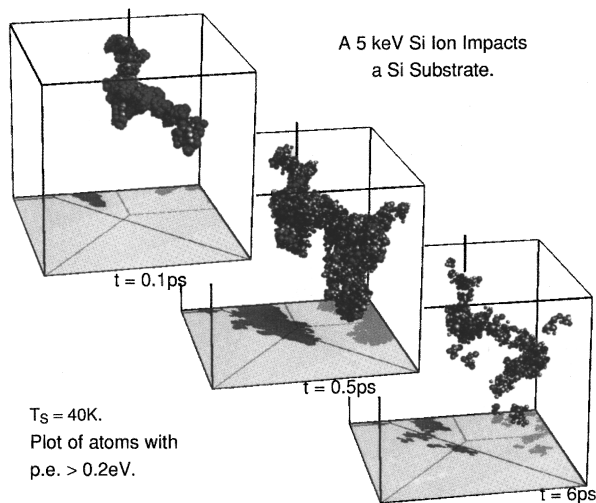 A 5 keV Si Ion Impacts
a Si Substrate.
t = 0.1ps
t = 0.5ps
TS = 40K.
Plot of atoms with
p.e. > 0.2eV.
t = 6ps